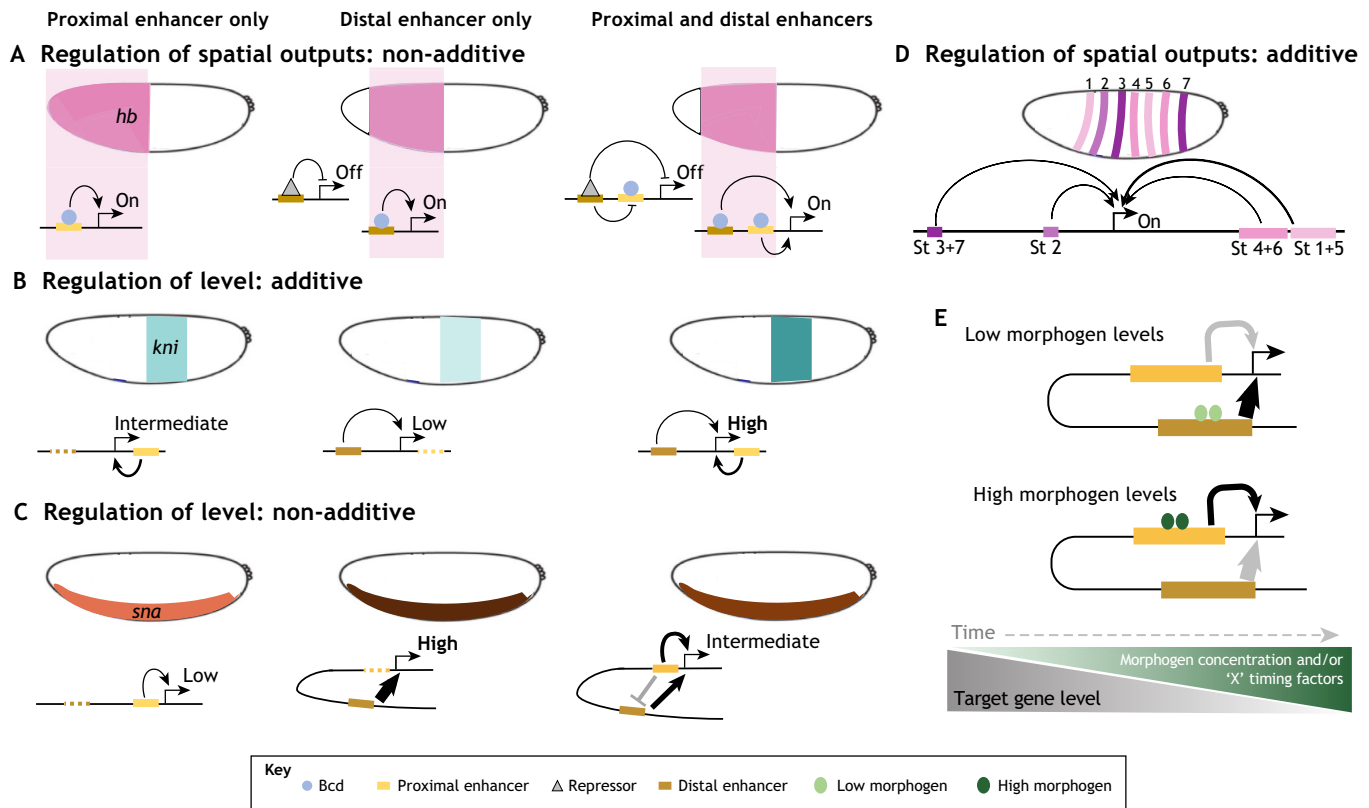 Proximal enhancer only
Distal enhancer only
Proximal and distal enhancers
A Regulation of spatial outputs: non-additive
hb
On
Off
On
Off
On
B Regulation of level: additive
kni
Intermediate
Low
High
C Regulation of level: non-additive
sna
Low
High
Intermediate
D Regulation of spatial outputs: additive
1 2 3 4 5 6 7
On
St 3+7
St 2
St 4+6
St 1+5
E
Low morphogen levels
High morphogen levels
Time
Morphogen concentration and/or
‘X’ timing factors
Target gene level
Key
Bcd
Proximal enhancer
Repressor
Distal enhancer
Low morphogen
High morphogen